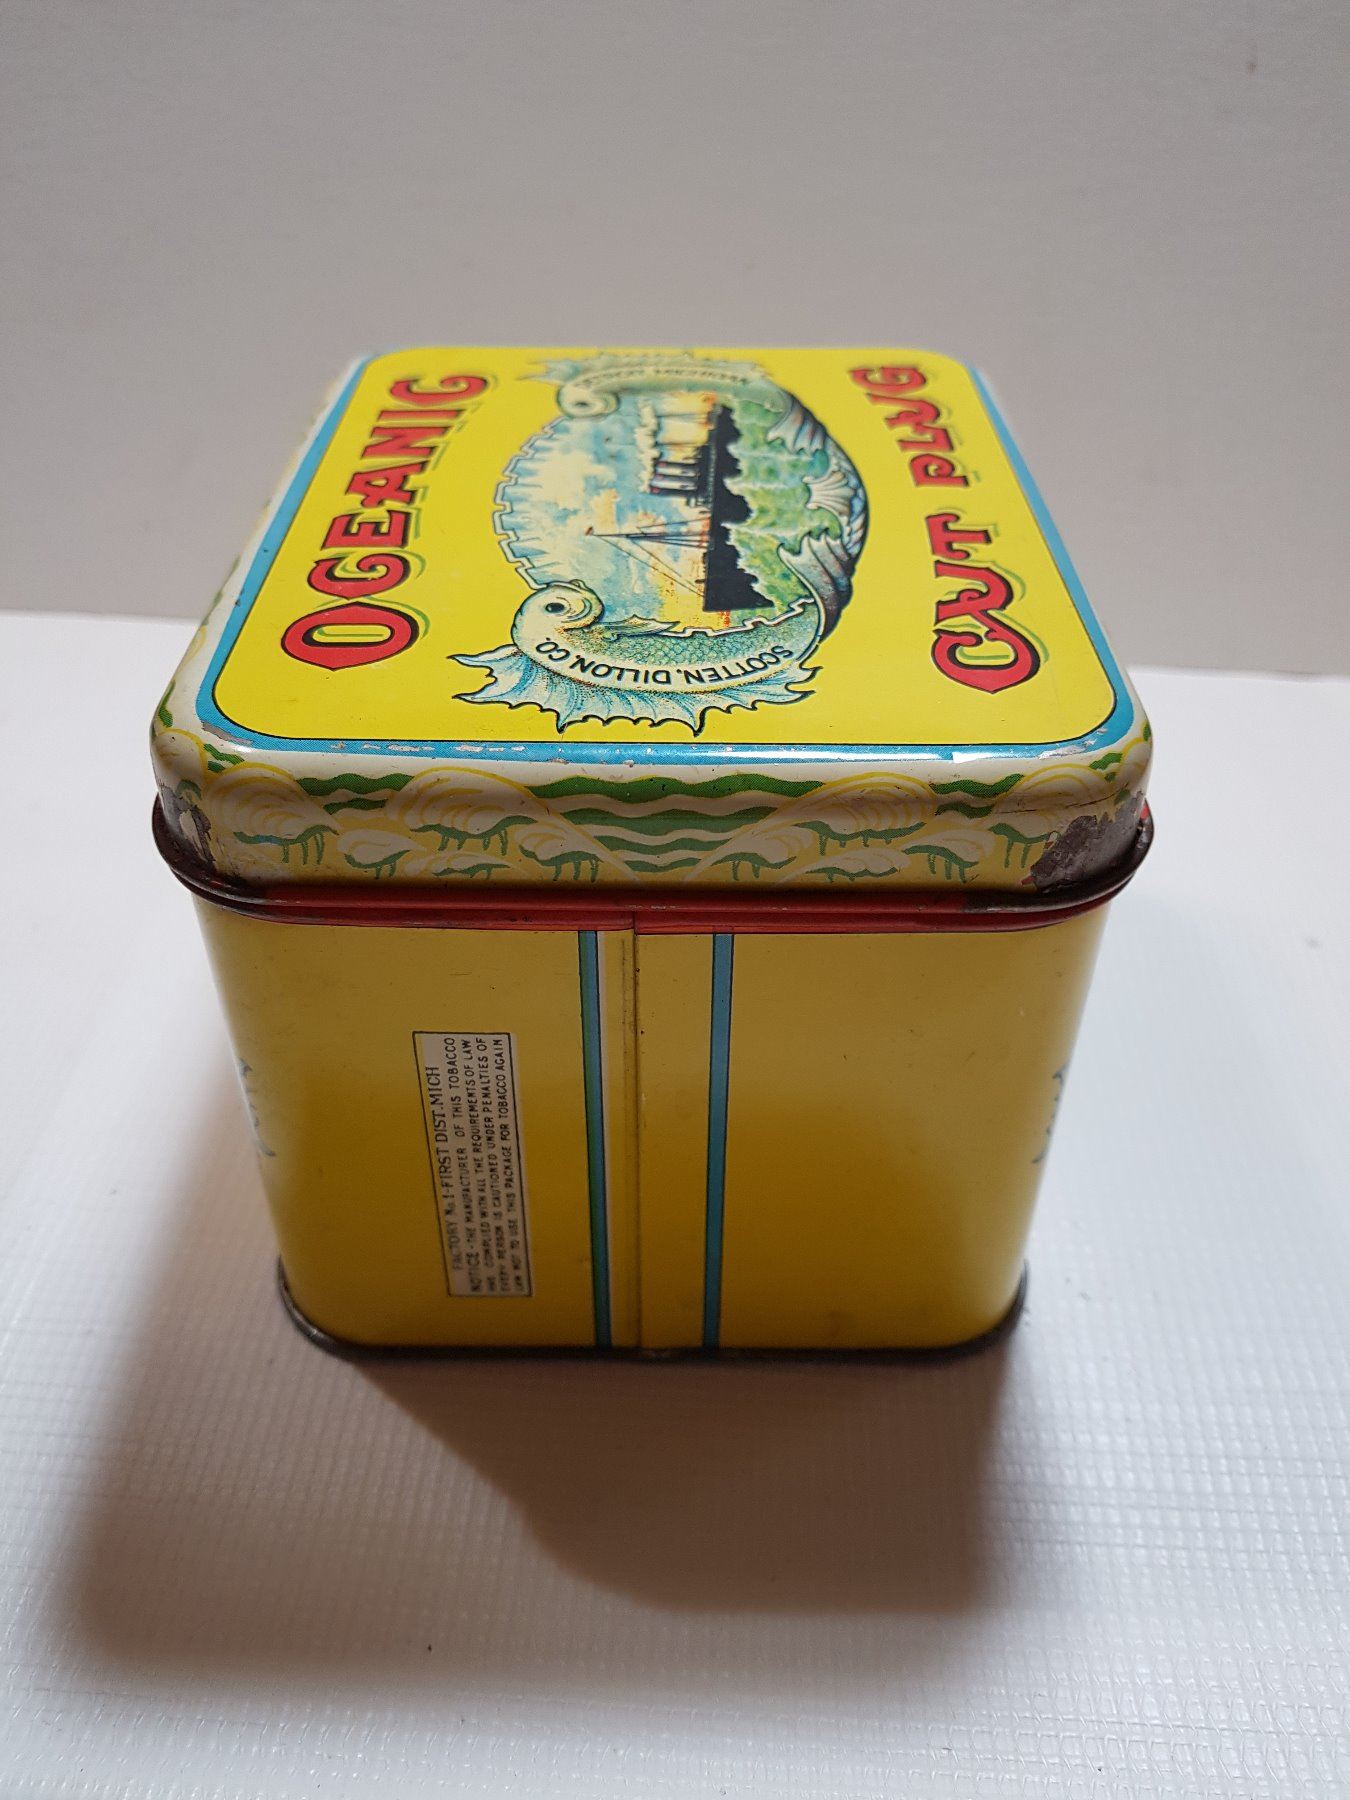 OCEANIC
SCOTTEN, DILLON, CO.
CUT PLUG
FACTORY No. 1-FIRST DIST. MICH
NOTICE - THE MANUFACTURER OF THIS TOBACCO
HAS COMPLIED WITH ALL THE REQUIREMENTS OF LAW
EVERY PERSON IS CAUTIONED UNDER PENALTIES OF
LAW NOT TO USE THIS PACKAGE FOR TOBACCO AGAIN